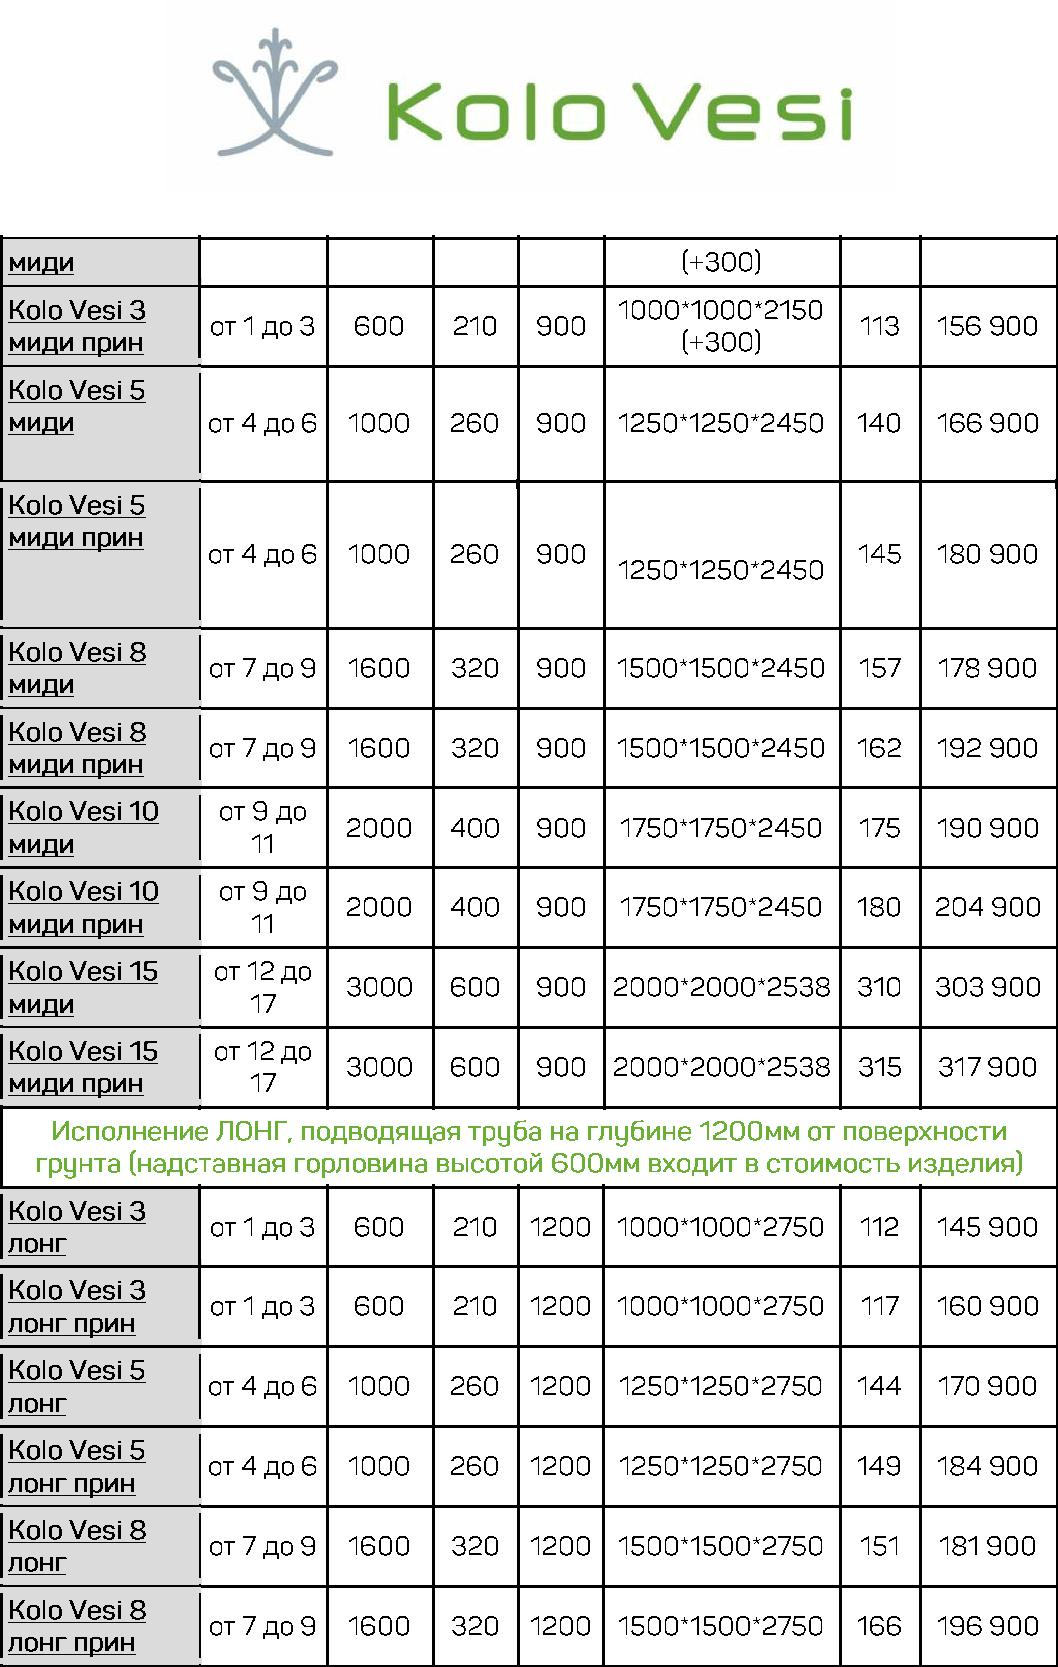 Kolo Vesi
миди (+300)
Kolo Vesi 3
миди прин от 1 до 3 600 210 900 1000*1000*2150
(+300) 113 156 900
Kolo Vesi 5
миди от 4 до 6 1000 260 900 1250*1250*2450 140 166 900
Kolo Vesi 5
миди прин от 4 до 6 1000 260 900 1250*1250*2450 145 180 900
Kolo Vesi 8
миди от 7 до 9 1600 320 900 1500*1500*2450 157 178 900
Kolo Vesi 8
миди прин от 7 до 9 1600 320 900 1500*1500*2450 162 192 900
Kolo Vesi 10
миди от 9 до
11 2000 400 900 1750*1750*2450 175 190 900
Kolo Vesi 10
миди прин от 9 до
11 2000 400 900 1750*1750*2450 180 204 900
Kolo Vesi 15
миди от 12 до
17 3000 600 900 2000*2000*2538 310 303 900
Kolo Vesi 15
миди прин от 12 до
17 3000 600 900 2000*2000*2538 315 317 900
Исполнение ЛОНГ, подводящая труба на глубине 1200мм от поверхности
грунта (надставная горловина высотой 600мм входит в стоимость изделия)
Kolo Vesi 3
лонг от 1 до 3 600 210 1200 1000*1000*2750 112 145 900
Kolo Vesi 3
лонг прин от 1 до 3 600 210 1200 1000*1000*2750 117 160 900
Kolo Vesi 5
лонг от 4 до 6 1000 260 1200 1250*1250*2750 144 170 900
Kolo Vesi 5
лонг прин от 4 до 6 1000 260 1200 1250*1250*2750 149 184 900
Kolo Vesi 8
лонг от 7 до 9 1600 320 1200 1500*1500*2750 151 181 900
Kolo Vesi 8
лонг прин от 7 до 9 1600 320 1200 1500*1500*2750 166 196 900